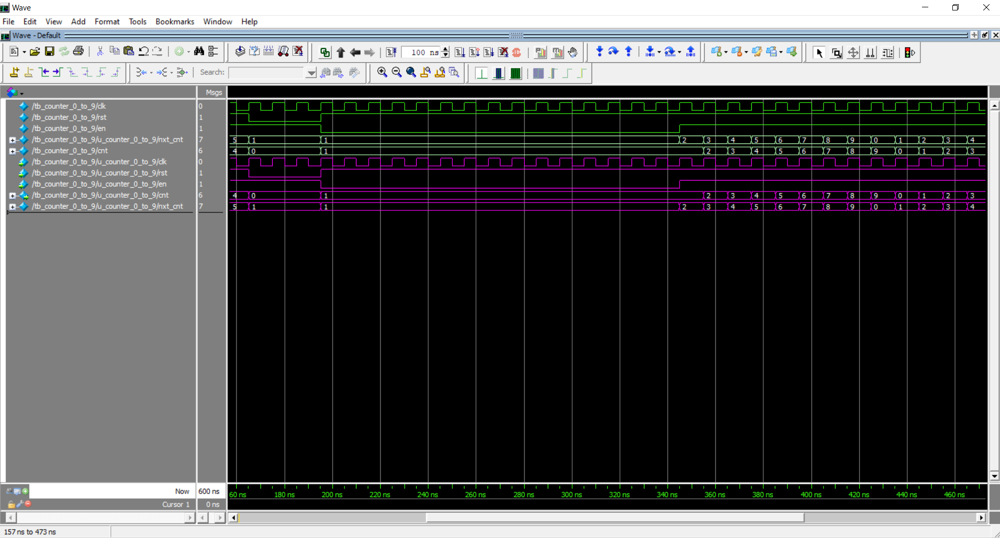 Wave
File Edit View Add Format Tools Bookmarks Window Help
Wave - Default
100 ns
Search:
Msgs
/tb_counter_0_to_9/clk 0
/tb_counter_0_to_9/rst 1
/tb_counter_0_to_9/en 1
/tb_counter_0_to_9/u_counter_0_to_9/nxt_cnt 7 5 1 1 2 3 4 5 6 7 8 9 0 1 2 3 4
/tb_counter_0_to_9/cnt 6 4 0 1 2 3 4 5 6 7 8 9 0 1 2 3
/tb_counter_0_to_9/u_counter_0_to_9/clk 0
/tb_counter_0_to_9/u_counter_0_to_9/rst 1
/tb_counter_0_to_9/u_counter_0_to_9/en 1
/tb_counter_0_to_9/u_counter_0_to_9/cnt 6 4 0 1 2 3 4 5 6 7 8 9 0 1 2 3
/tb_counter_0_to_9/u_counter_0_to_9/nxt_cnt 7 5 1 1 2 3 4 5 6 7 8 9 0 1 2 3 4
Now 600 ns
60 ns 180 ns 200 ns 220 ns 240 ns 260 ns 280 ns 300 ns 320 ns 340 ns 360 ns 380 ns 400 ns 420 ns 440 ns 460 ns
Cursor 1 0 ns
157 ns to 473 ns